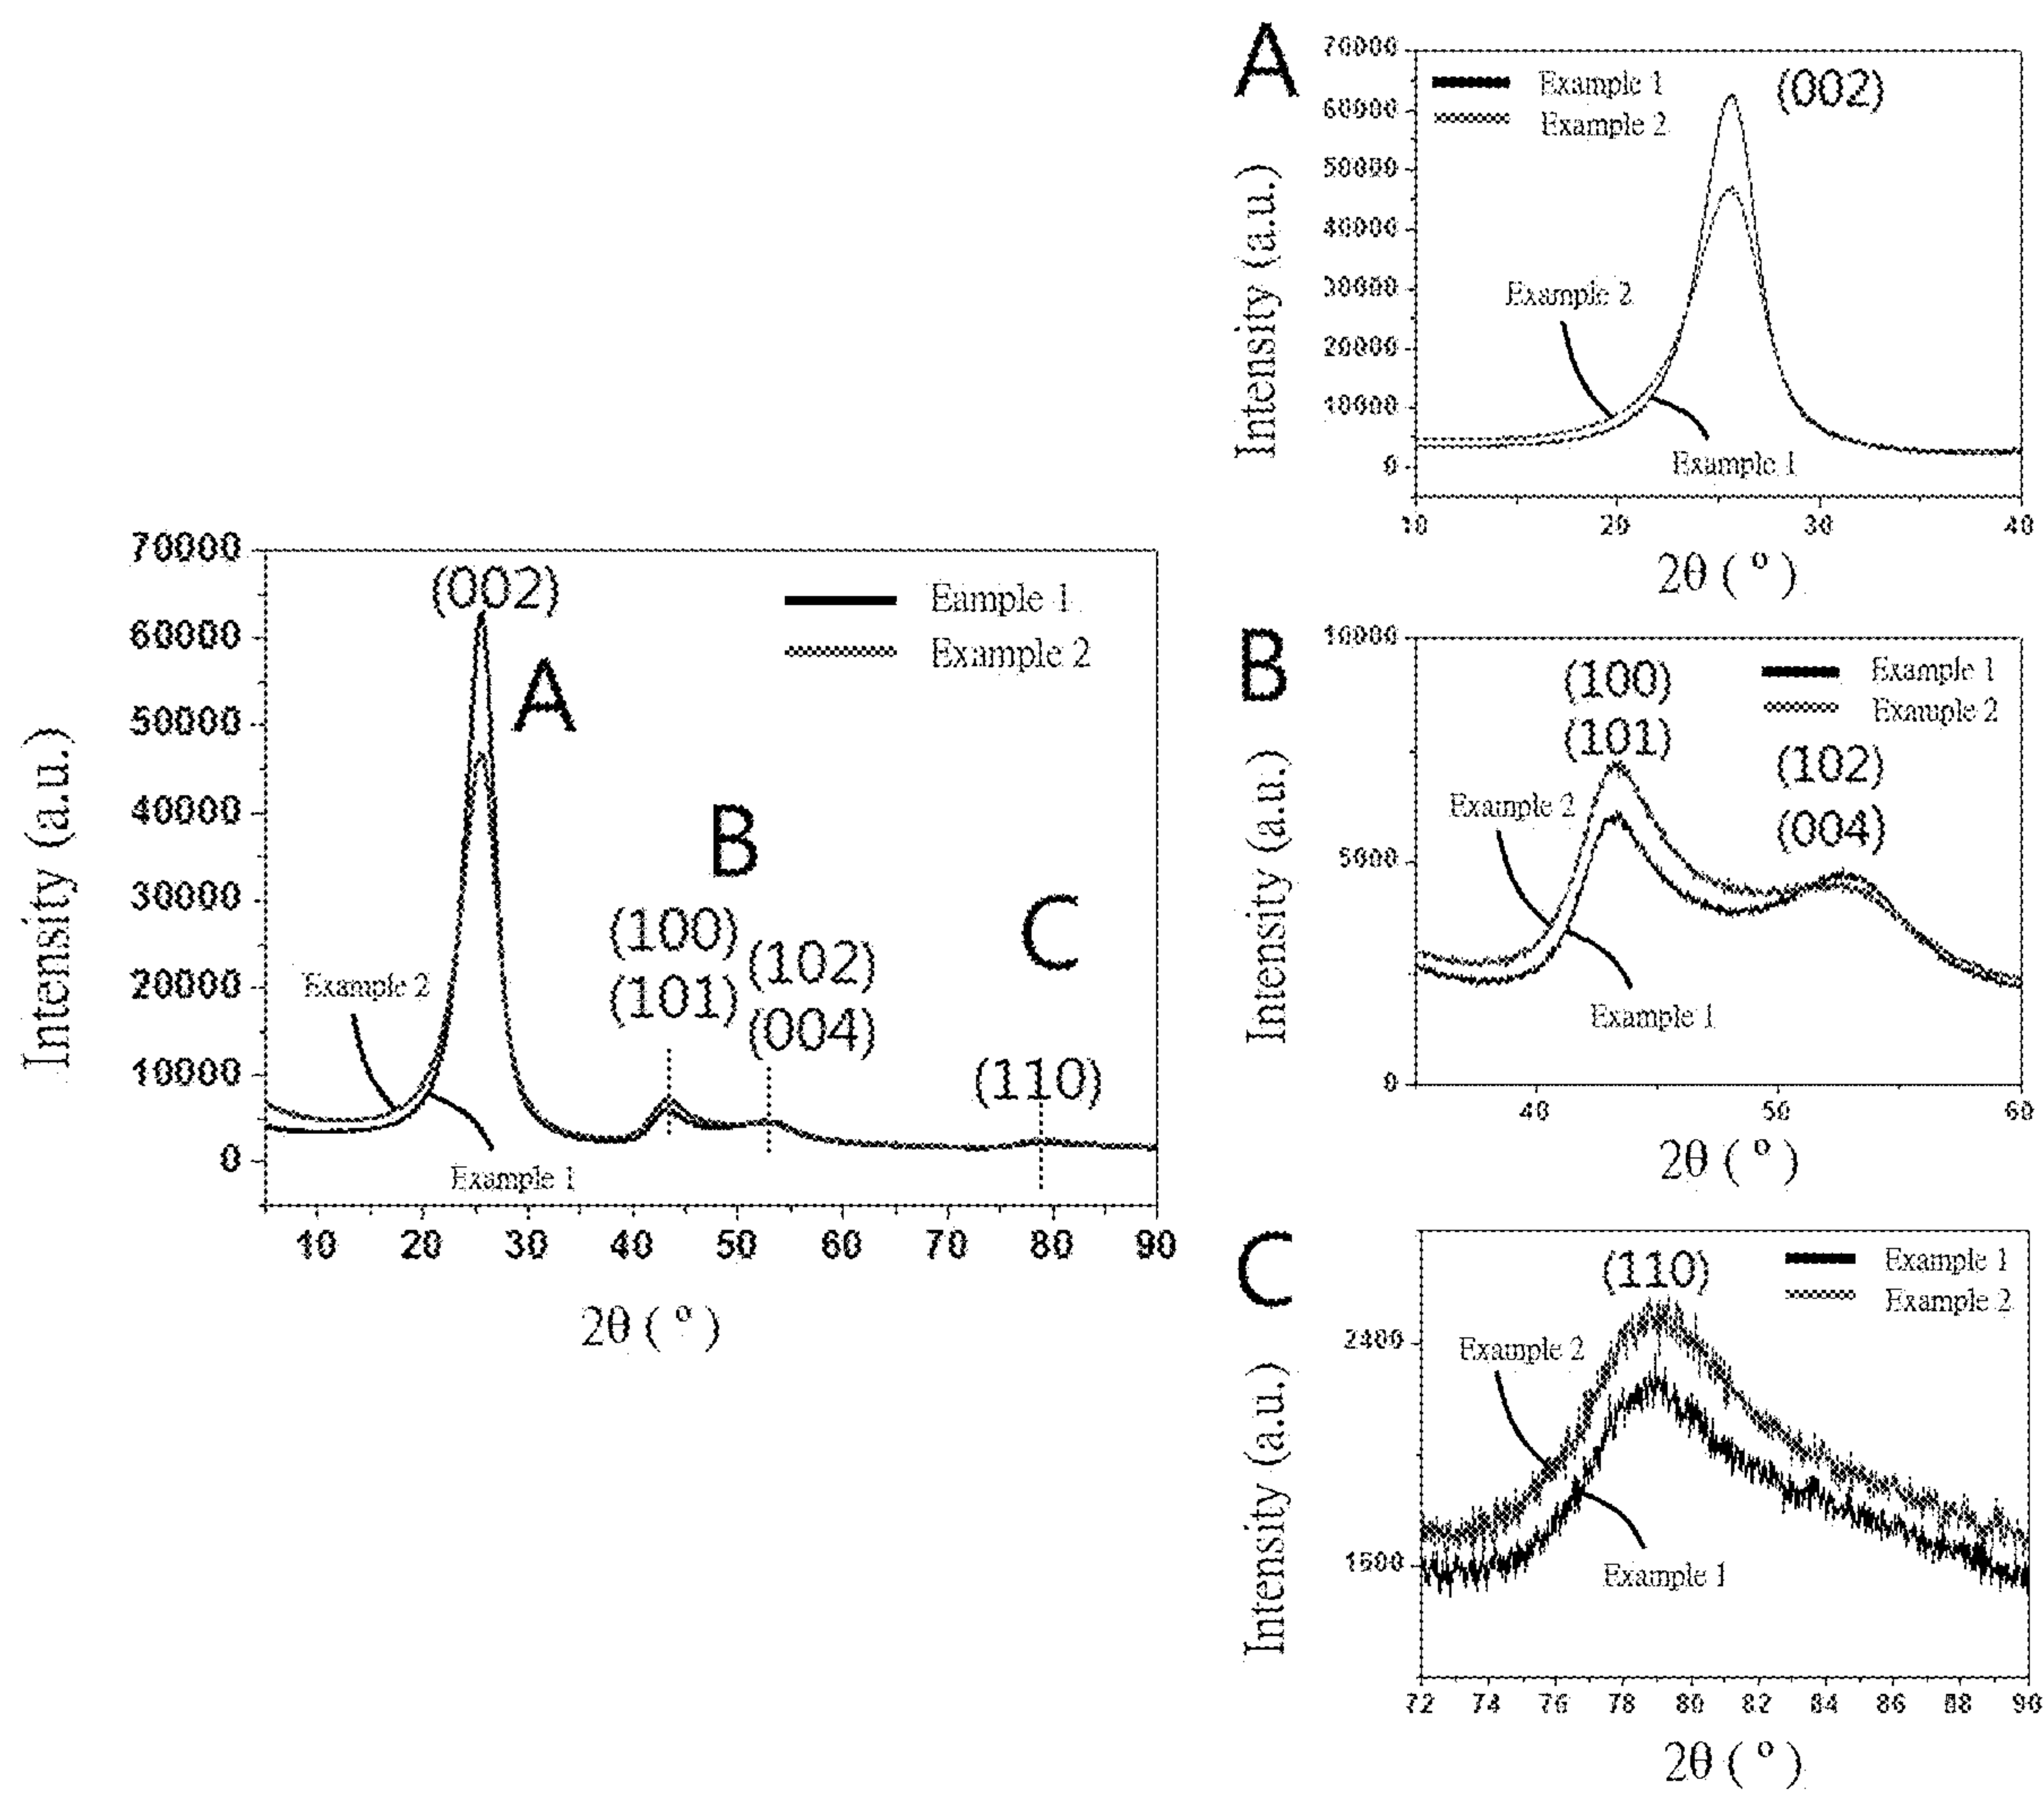 70000
60000
50000
40000
30000
20000
10000
0
Intensity (a.u.)
(002)
A
B
C
(100)
(101)
(102)
(004)
(110)
Eample 1
Example 2
Example 2
Example 1
10 20 30 40 50 60 70 80 90
2θ ( º )
A
70000
60000
50000
40000
30000
20000
10000
0
Intensity (a.u.)
Example 1
Example 2
(002)
Example 2
Example 1
10 20 30 40
2θ ( º )
B
10000
5000
0
Intensity (a.u.)
(100)
(101)
(102)
(004)
Example 1
Example 2
Example 2
Example 1
40 50 60
2θ ( º )
C
2400
Intensity (a.u.)
(110)
Example 1
Example 2
Example 2
Example 1
72 74 76 78 80 82 84 86 88 90
2θ ( º )